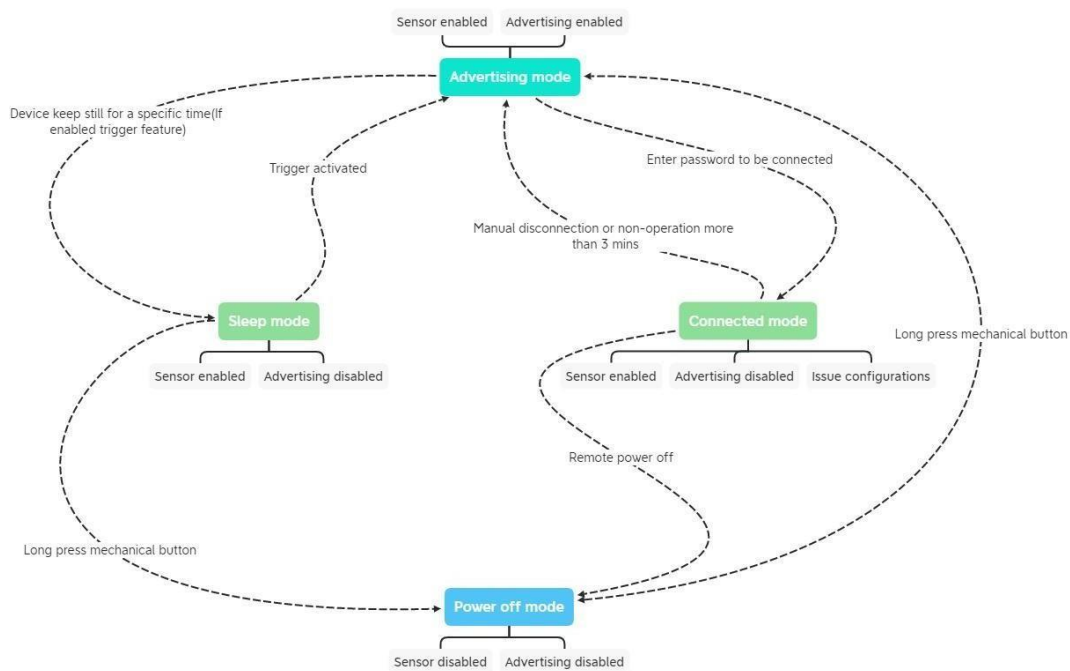 Sensor enabled
Advertising enabled
Advertising mode
Device keep still for a specific time(If
enabled trigger feature)
Trigger activated
Enter password to be connected
Manual disconnection or non-operation more
than 3 mins
Sleep mode
Connected mode
Long press mechanical button
Sensor enabled
Advertising disabled
Sensor enabled
Advertising disabled
Issue configurations
Remote power off
Long press mechanical button
Power off mode
Sensor disabled
Advertising disabled